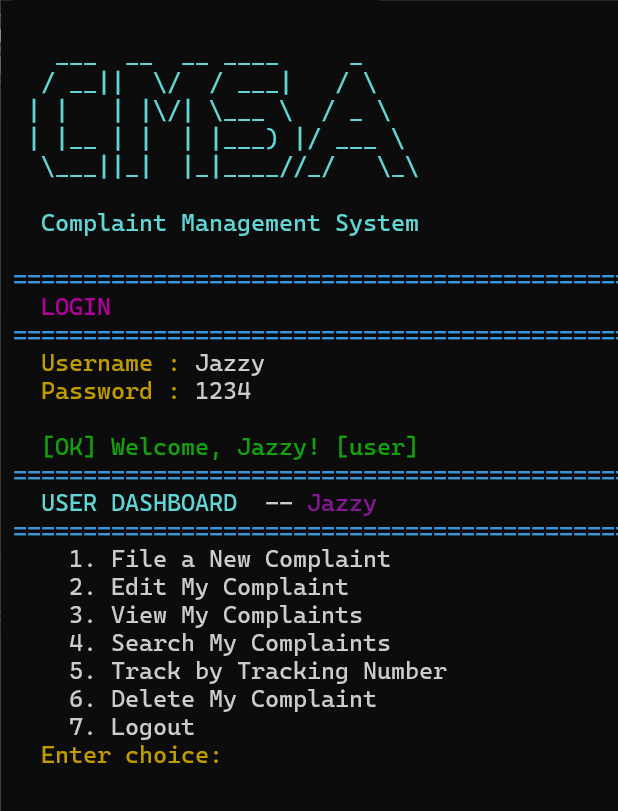 ___  __  __ ____     _
 / __||  \/  / ___|   / \
| |   | |\/| \___ \  / _ \
| |__ | |  | |___) |/ ___ \
 \___||_|  |_|____//_/   \_\
Complaint Management System
============================================
LOGIN
============================================
Username : Jazzy
Password : 1234
[OK] Welcome, Jazzy! [user]
============================================
USER DASHBOARD  -- Jazzy
============================================
1. File a New Complaint
2. Edit My Complaint
3. View My Complaints
4. Search My Complaints
5. Track by Tracking Number
6. Delete My Complaint
7. Logout
Enter choice: